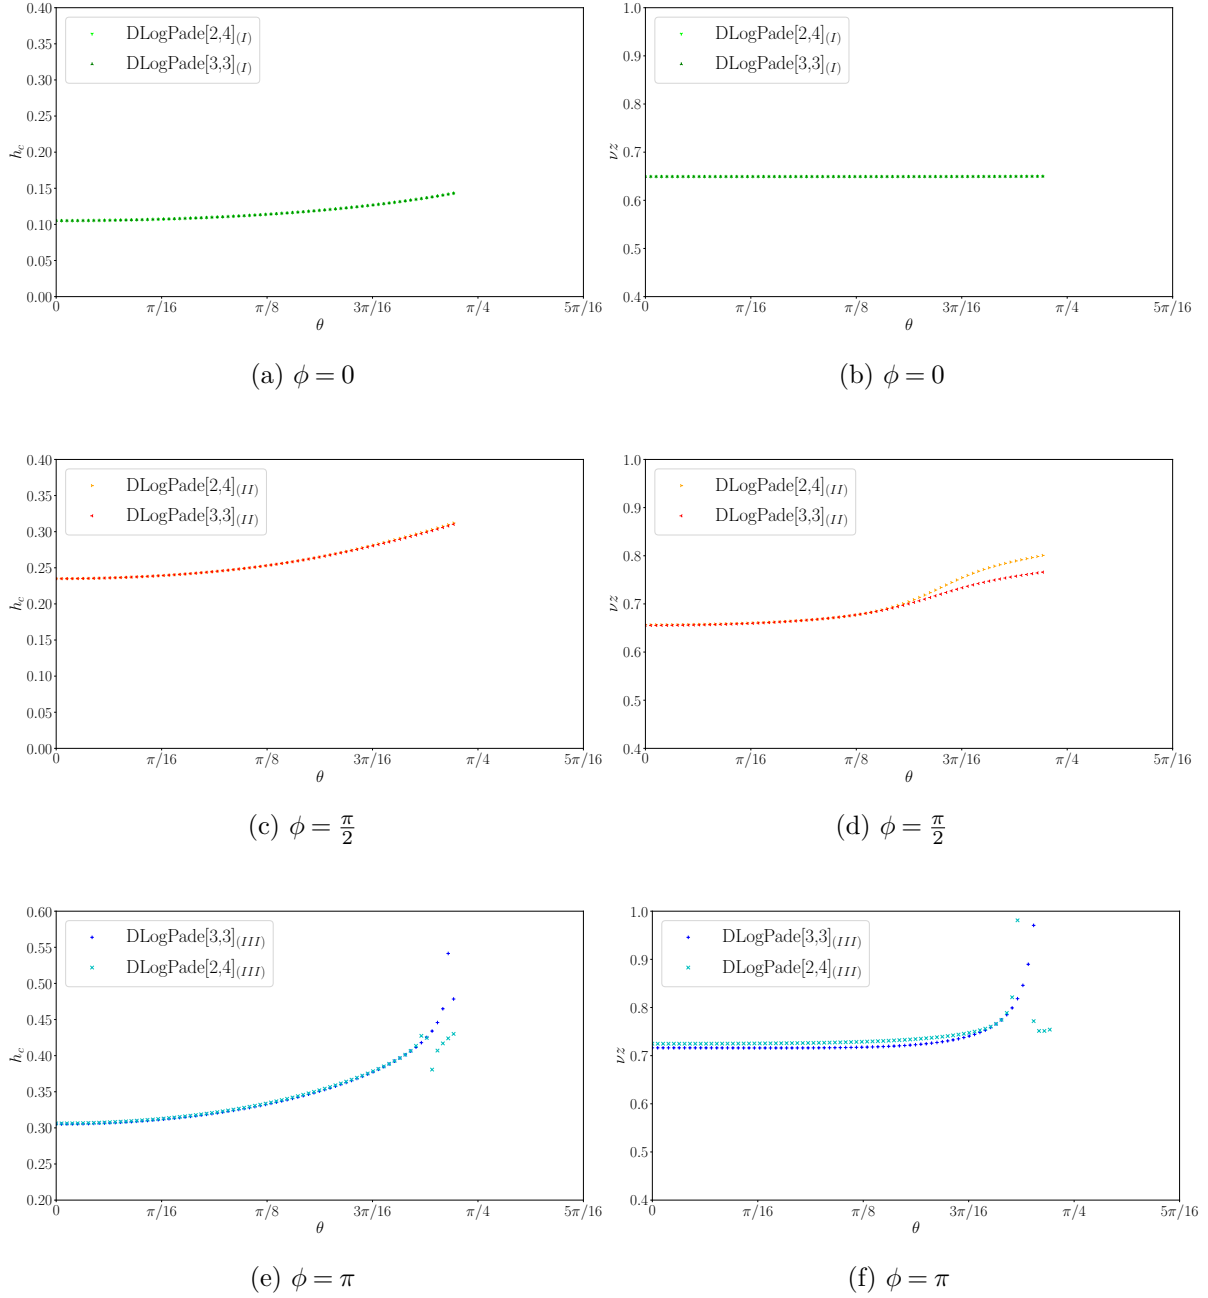 0.40
0.35
0.30
0.25
0.20
0.15
0.10
0.05
0.00
h_c
DLogPade[2,4]_{(I)}
DLogPade[3,3]_{(I)}
0 π/16 π/8 3π/16 π/4 5π/16
θ
(a) ϕ = 0
1.0
0.9
0.8
0.7
0.6
0.5
0.4
νz
DLogPade[2,4]_{(I)}
DLogPade[3,3]_{(I)}
0 π/16 π/8 3π/16 π/4 5π/16
θ
(b) ϕ = 0
0.40
0.35
0.30
0.25
0.20
0.15
0.10
0.05
0.00
h_c
DLogPade[2,4]_{(II)}
DLogPade[3,3]_{(II)}
0 π/16 π/8 3π/16 π/4 5π/16
θ
(c) ϕ = π/2
1.0
0.9
0.8
0.7
0.6
0.5
0.4
νz
DLogPade[2,4]_{(II)}
DLogPade[3,3]_{(II)}
0 π/16 π/8 3π/16 π/4 5π/16
θ
(d) ϕ = π/2
0.60
0.55
0.50
0.45
0.40
0.35
0.30
0.25
0.20
h_c
DLogPade[3,3]_{(III)}
DLogPade[2,4]_{(III)}
0 π/16 π/8 3π/16 π/4 5π/16
θ
(e) ϕ = π
1.0
0.9
0.8
0.7
0.6
0.5
0.4
νz
DLogPade[3,3]_{(III)}
DLogPade[2,4]_{(III)}
0 π/16 π/8 3π/16 π/4 5π/16
θ
(f) ϕ = π